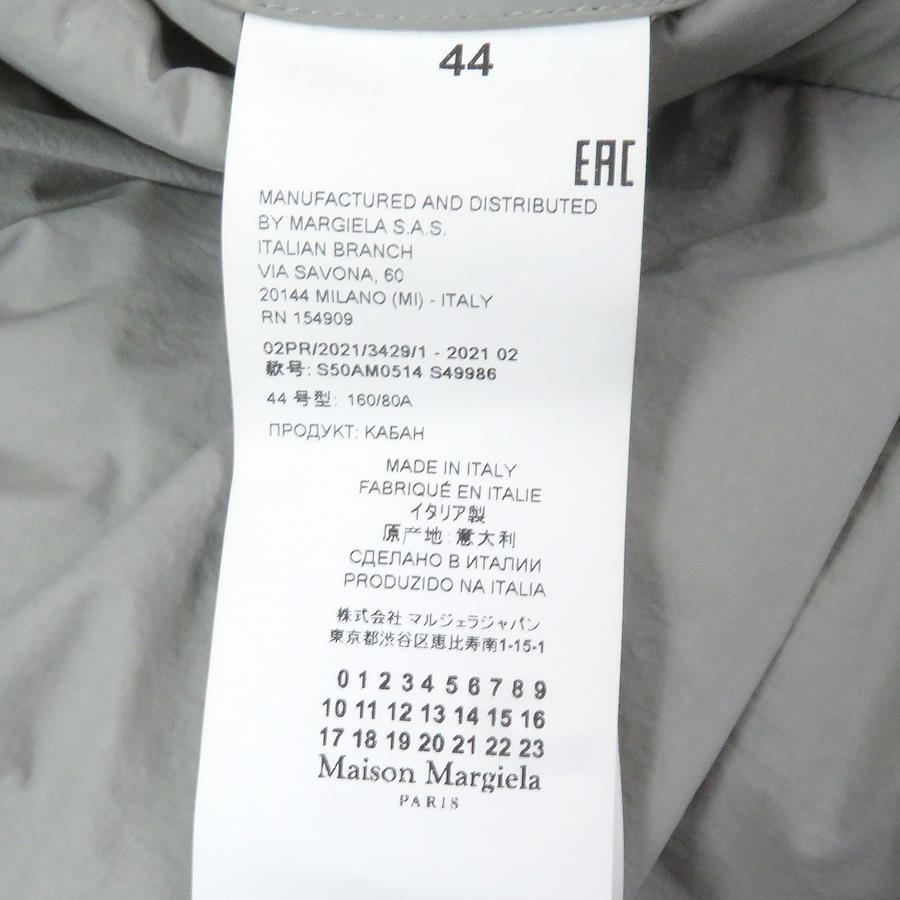 44
EAC
MANUFACTURED AND DISTRIBUTED
BY MARGIELA S.A.S.
ITALIAN BRANCH
VIA SAVONA, 60
20144 MILANO (MI) - ITALY
RN 154909
02PR/2021/3429/1 - 2021 02
款号: S50AM0514 S49986
44 号型: 160/80A
ПРОДУКТ: КАБАН
MADE IN ITALY
FABRIQUÉ EN ITALIE
イタリア製
原产地: 意大利
СДЕЛАНО В ИТАЛИИ
PRODUZIDO NA ITALIA
株式会社 マルジェラジャパン
東京都渋谷区恵比寿南1-15-1
0 1 2 3 4 5 6 7 8 9
10 11 12 13 14 15 16
17 18 19 20 21 22 23
Maison Margiela
PARIS